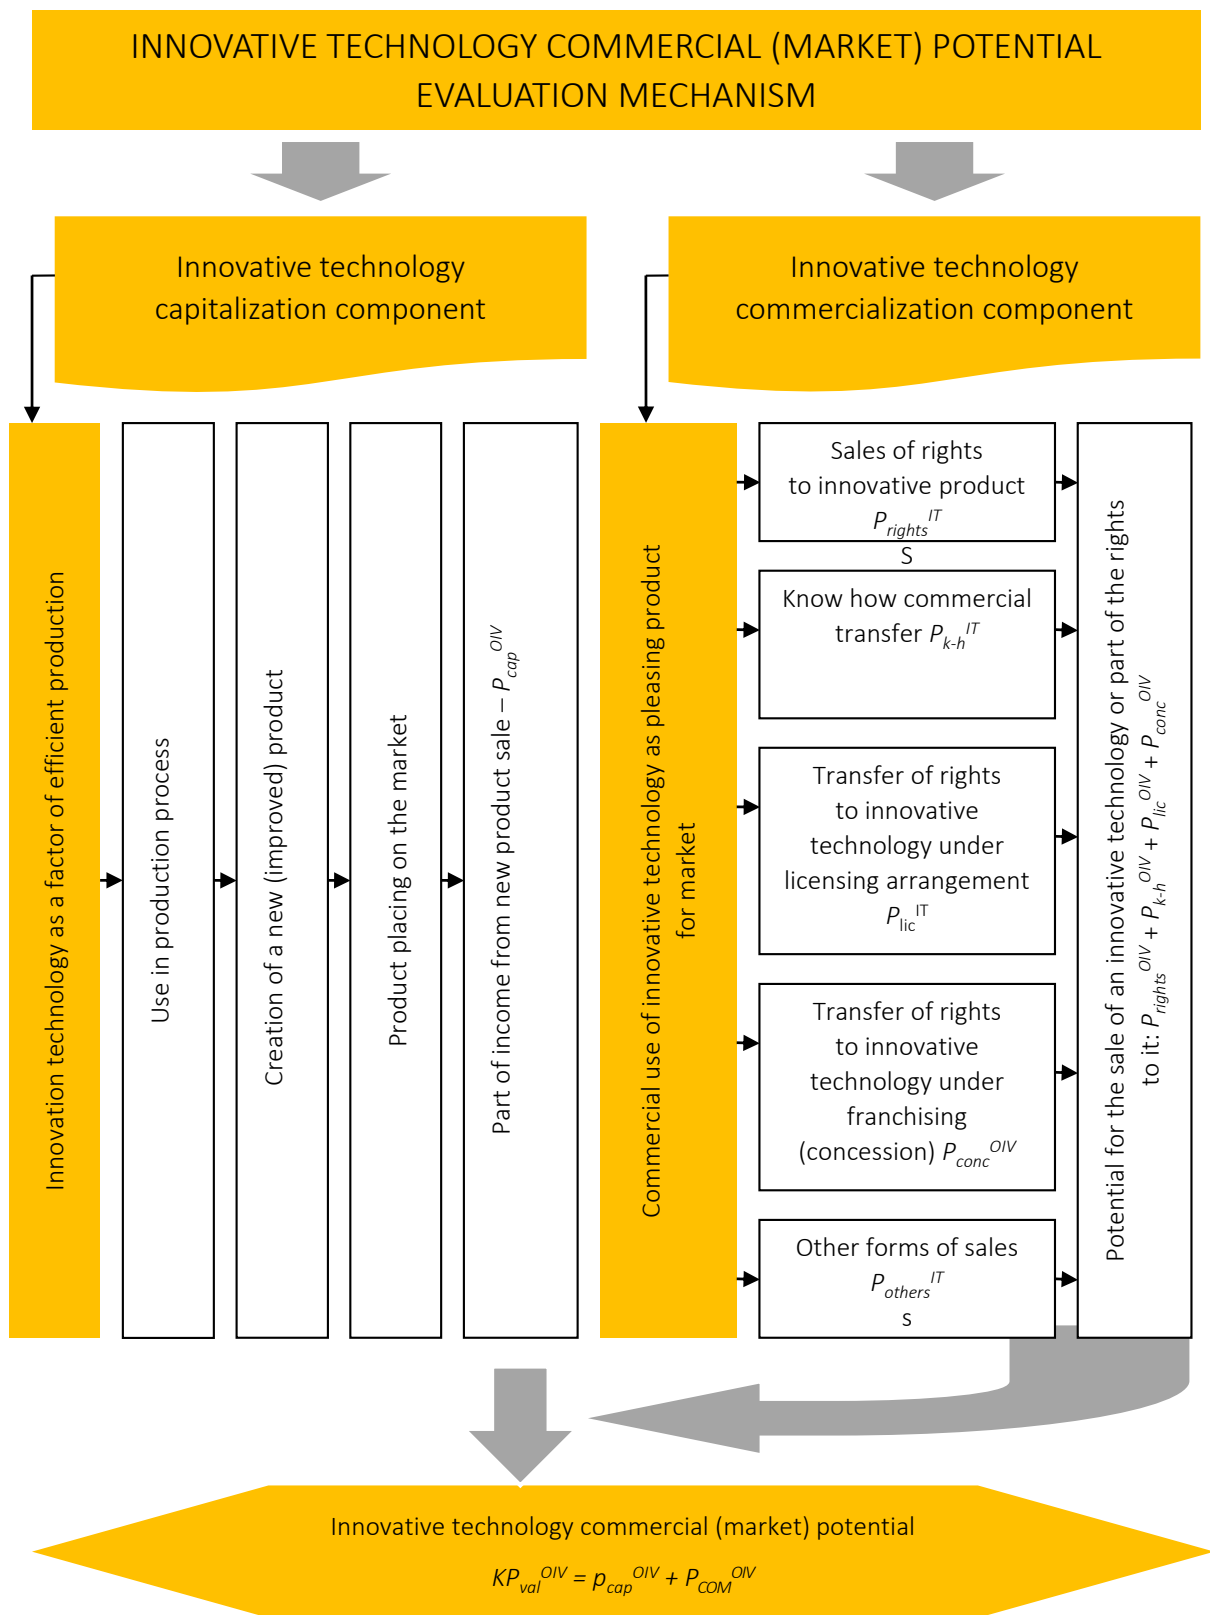 INNOVATIVE TECHNOLOGY COMMERCIAL (MARKET) POTENTIAL
EVALUATION MECHANISM
Innovative technology
capitalization component
Innovative technology
commercialization component
Innovation technology as a factor of efficient production
Use in production process
Creation of a new (improved) product
Product placing on the market
Part of income from new product sale – P_cap^OIV
Commercial use of innovative technology as pleasing product
for market
Sales of rights
to innovative product
P_rights^IT
S
Know how commercial
transfer P_k-h^IT
Transfer of rights
to innovative
technology under
licensing arrangement
P_lic^IT
Transfer of rights
to innovative
technology under
franchising
(concession) P_conc^OIV
Other forms of sales
P_others^IT
s
Potential for the sale of an innovative technology or part of the rights
to it: P_rights^OIV + P_k-h^OIV + P_lic^OIV + P_conc^OIV
Innovative technology commercial (market) potential
KP_val^OIV = p_cap^OIV + P_COM^OIV